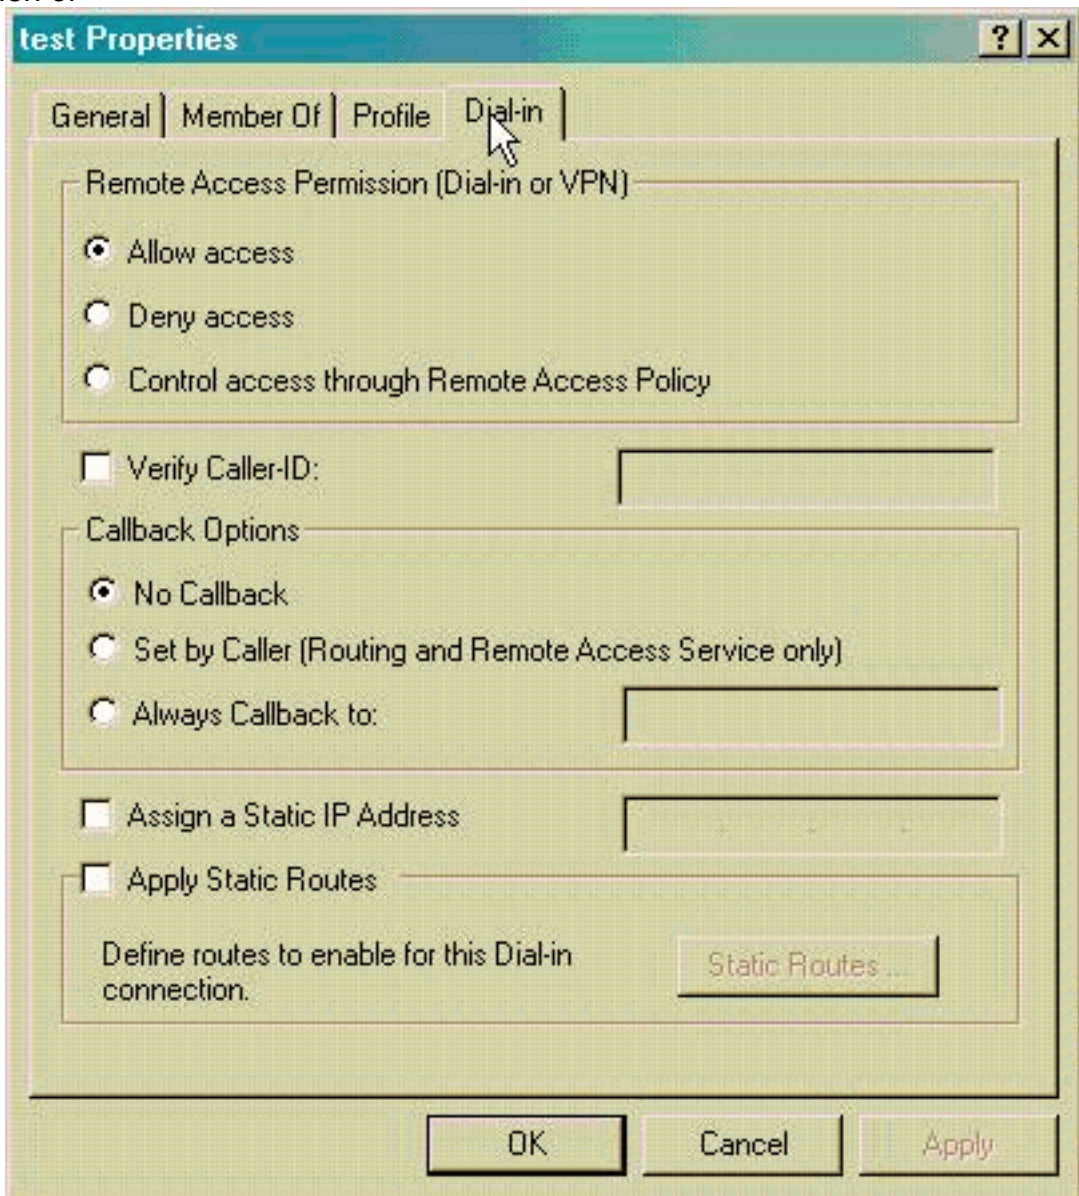 test Properties
General
Member Of
Profile
Dial-in
Remote Access Permission (Dial-in or VPN)
Allow access
Deny access
Control access through Remote Access Policy
Verify Caller-ID:
Callback Options
No Callback
Set by Caller (Routing and Remote Access Service only)
Always Callback to:
Assign a Static IP Address
Apply Static Routes
Define routes to enable for this Dial-in
connection.
Static Routes ...
OK
Cancel
Apply